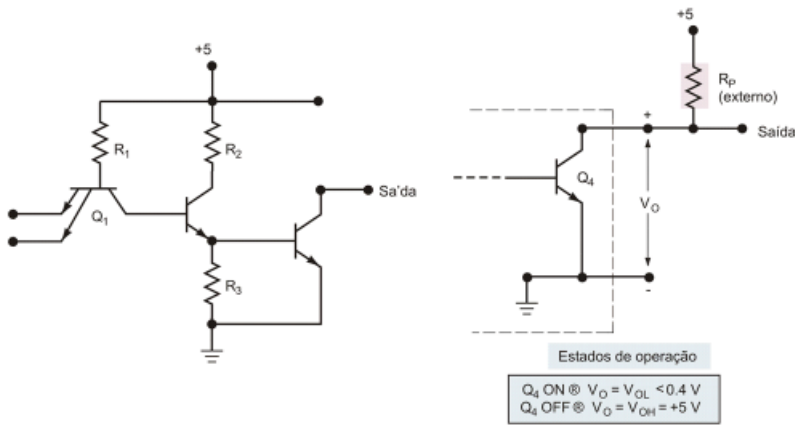 +5
R1
R2
Q1
Sa'da
R3
+5
RP
(externo)
+
Saída
Q4
VO
-
Estados de operação
Q4 ON ® VO = VOL <0.4 V
Q4 OFF ® VO = VOH = +5 V